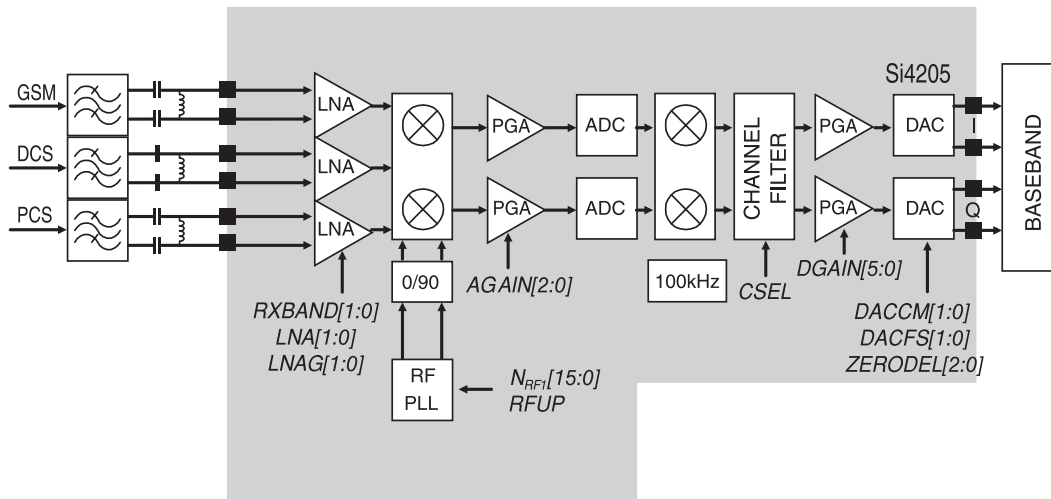 Si4205
GSM
DCS
PCS
LNA
LNA
LNA
PGA
PGA
ADC
ADC
CHANNEL
FILTER
PGA
PGA
DAC
DAC
I
Q
BASEBAND
0/90
100kHz
RXBAND[1:0]
LNA[1:0]
LNAG[1:0]
AGAIN[2:0]
CSEL
DGAIN[5:0]
DACCM[1:0]
DACFS[1:0]
ZERODEL[2:0]
RF
PLL
NRF1[15:0]
RFUP